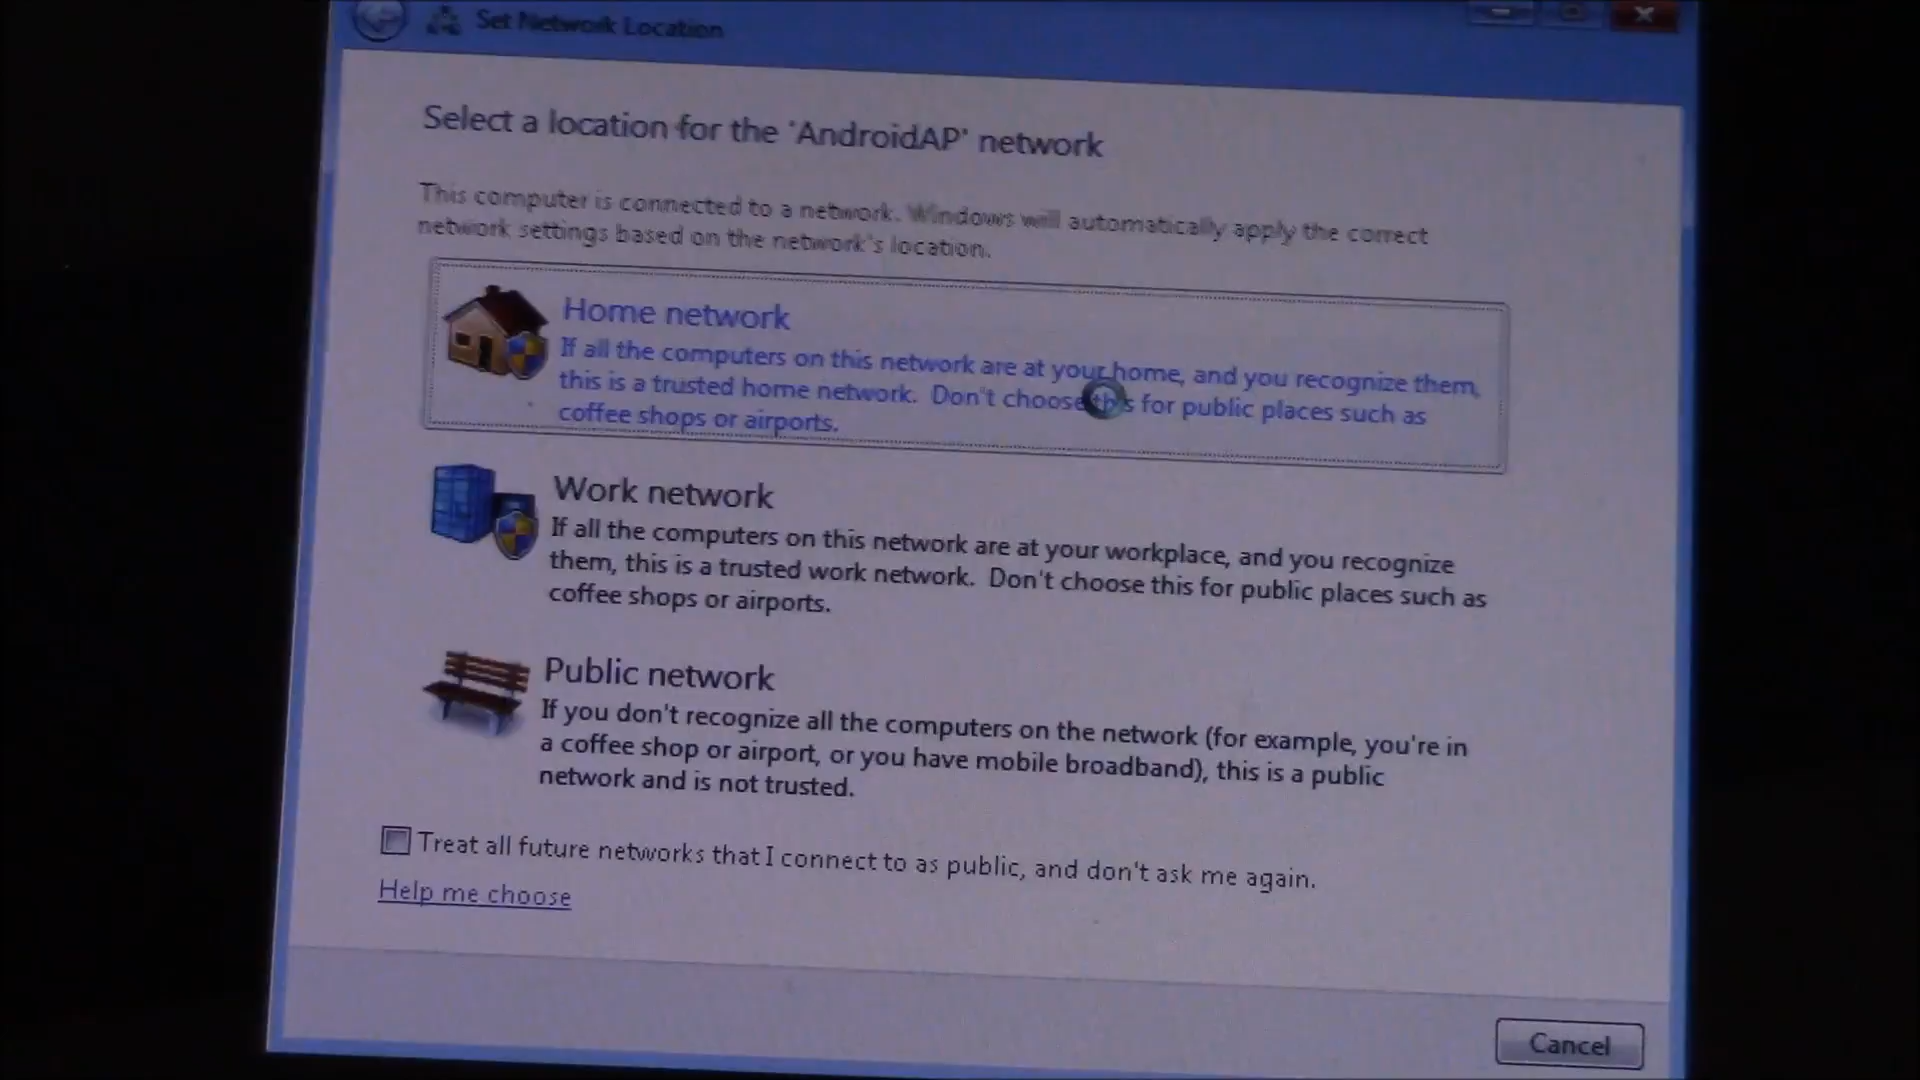 Set Network Location
Select a location for the 'AndroidAP' network
This computer is connected to a network. Windows will automatically apply the correct
network settings based on the network's location.
Home network
If all the computers on this network are at your home, and you recognize them,
this is a trusted home network. Don't choose this for public places such as
coffee shops or airports.
Work network
If all the computers on this network are at your workplace, and you recognize
them, this is a trusted work network. Don't choose this for public places such as
coffee shops or airports.
Public network
If you don't recognize all the computers on the network (for example, you're in
a coffee shop or airport, or you have mobile broadband), this is a public
network and is not trusted.
Treat all future networks that I connect to as public, and don't ask me again.
Help me choose
Cancel